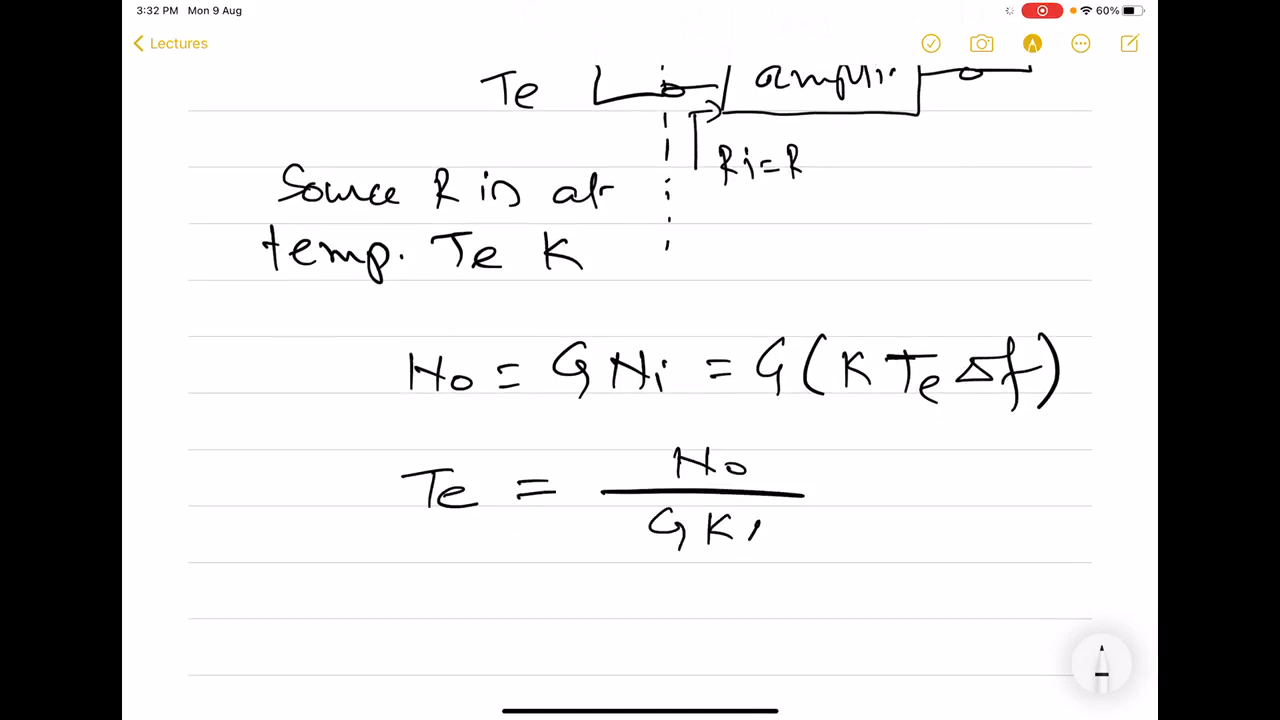 3:32 PM Mon 9 Aug 60%
Lectures
Te
Ri = R
Source R is at
temp. Te K
No = G Ni = G (K Te Δf)
Te = No
G K